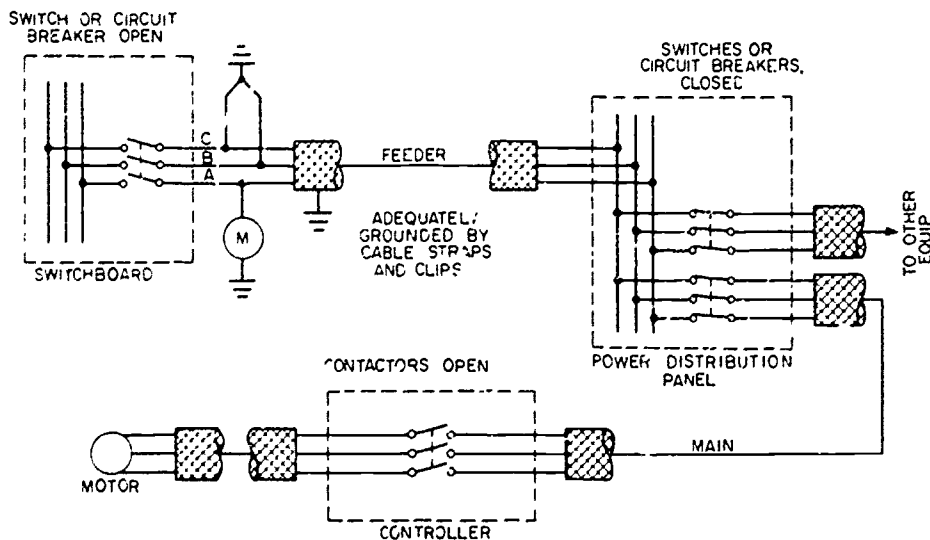 SWITCH OR CIRCUIT
BREAKER OPEN
SWITCHES OR
CIRCUIT BREAKERS,
CLOSED
C
B
A
FEEDER
M
ADEQUATELY
GROUNDED BY
CABLE STRAPS
AND CLIPS
SWITCHBOARD
TO OTHER
EQUIP
POWER DISTRIBUTION
PANEL
CONTACTORS OPEN
MAIN
MOTOR
CONTROLLER